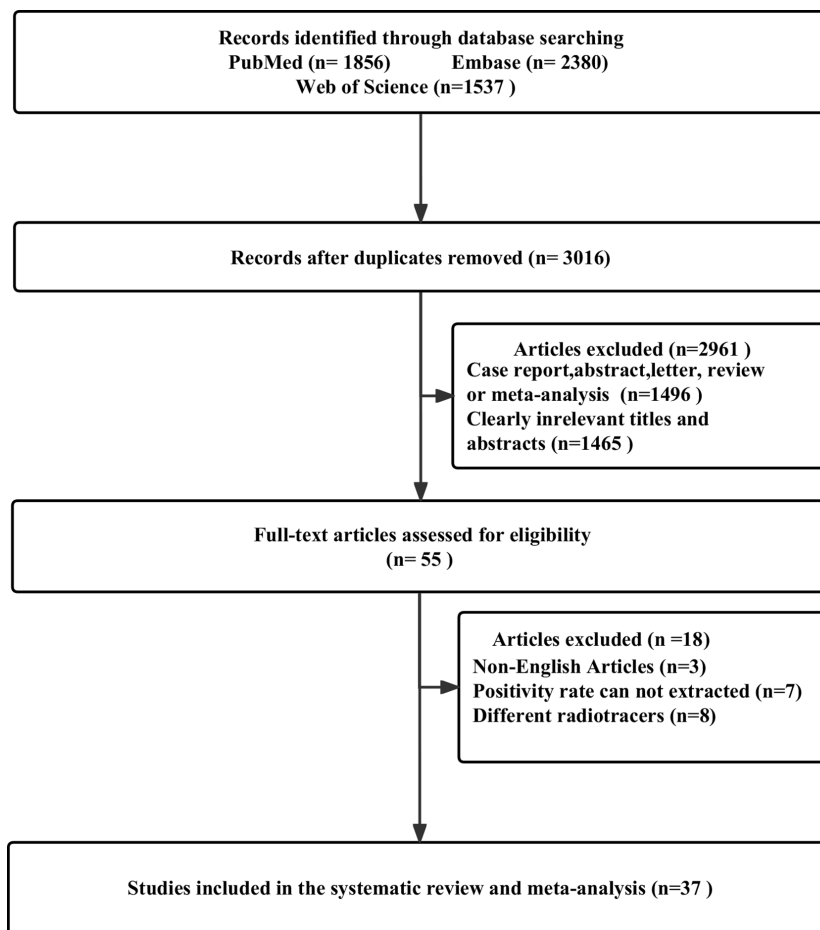 Records identified through database searching
PubMed (n= 1856) Embase (n= 2380)
Web of Science (n=1537 )
Records after duplicates removed (n= 3016)
Articles excluded (n=2961 )
Case report,abstract,letter, review
or meta-analysis (n=1496 )
Clearly inrelevant titles and
abstracts (n=1465 )
Full-text articles assessed for eligibility
(n= 55 )
Articles excluded (n =18)
Non-English Articles (n=3)
Positivity rate can not extracted (n=7)
Different radiotracers (n=8)
Studies included in the systematic review and meta-analysis (n=37 )